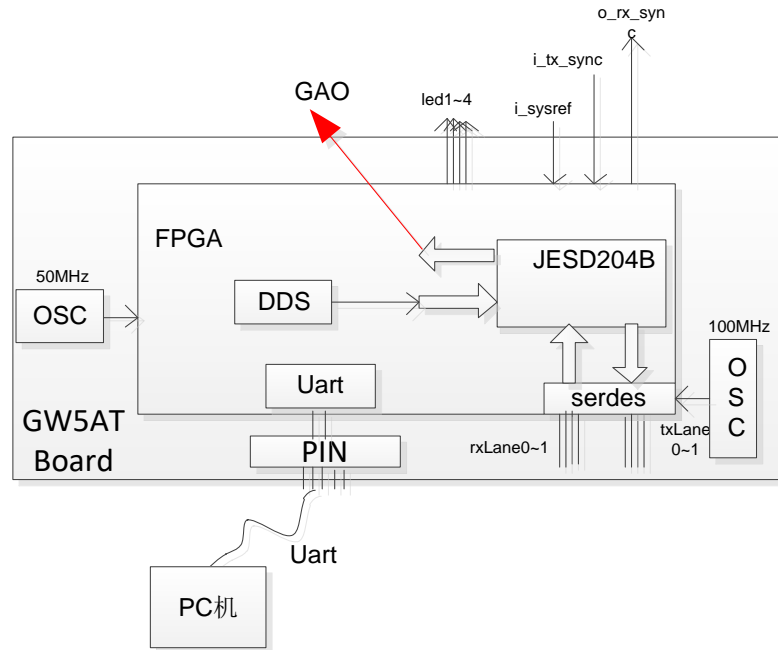 o_rx_syn
c
i_tx_sync
GAO
led1~4
i_sysref
FPGA
JESD204B
50MHz
OSC
DDS
100MHz
O
S
C
Uart
serdes
GW5AT
Board
PIN
rxLane0~1
txLane
0~1
Uart
PC机